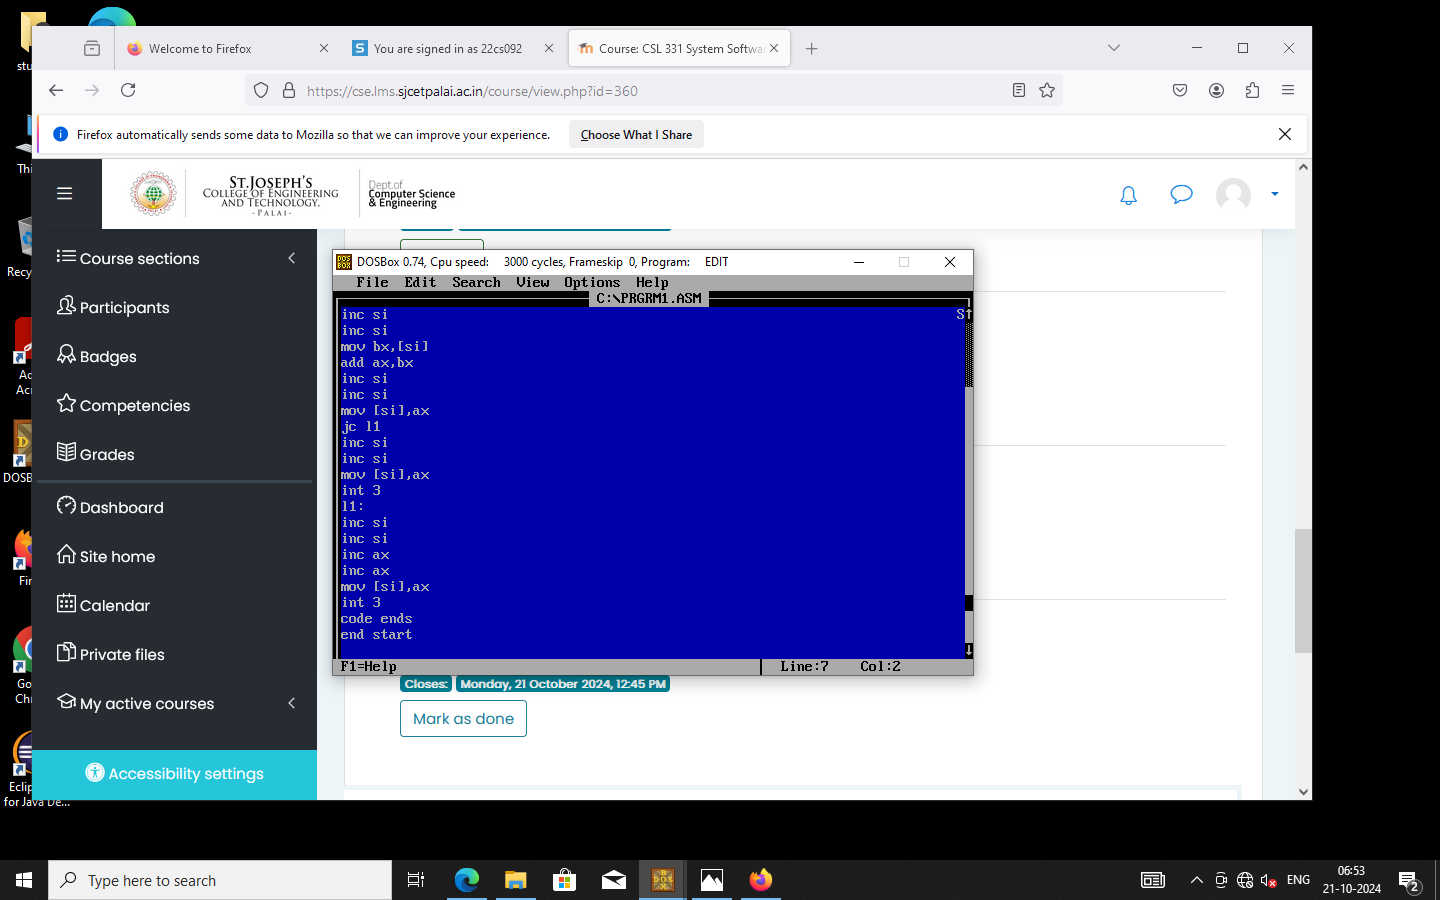 stu
Welcome to Firefox
You are signed in as 22cs092
Course: CSL 331 System Softwa
https://cse.lms.sjcetpalai.ac.in/course/view.php?id=360
Firefox automatically sends some data to Mozilla so that we can improve your experience.
Choose What I Share
Thi
ST.JOSEPH'S
COLLEGE OF ENGINEERING
AND TECHNOLOGY,
- PALAI -
Dept.of
Computer Science
& Engineering
Course sections
Recyc
Participants
Badges
Ad
Acr
Competencies
Grades
DOSB
Dashboard
Site home
Fir
Calendar
Private files
Go
Chr
My active courses
Accessibility settings
Eclip
for Java De...
DOSBox 0.74, Cpu speed: 3000 cycles, Frameskip 0, Program: EDIT
File Edit Search View Options Help
C:\PRGRM1.ASM
inc si S↑
inc si
mov bx,[si]
add ax,bx
inc si
inc si
mov [si],ax
jc l1
inc si
inc si
mov [si],ax
int 3
l1:
inc si
inc si
inc ax
inc ax
mov [si],ax
int 3
code ends
end start
F1=Help Line:7 Col:2
Closes: Monday, 21 October 2024, 12:45 PM
Mark as done
Type here to search
DOS
ENG
06:53
21-10-2024
2